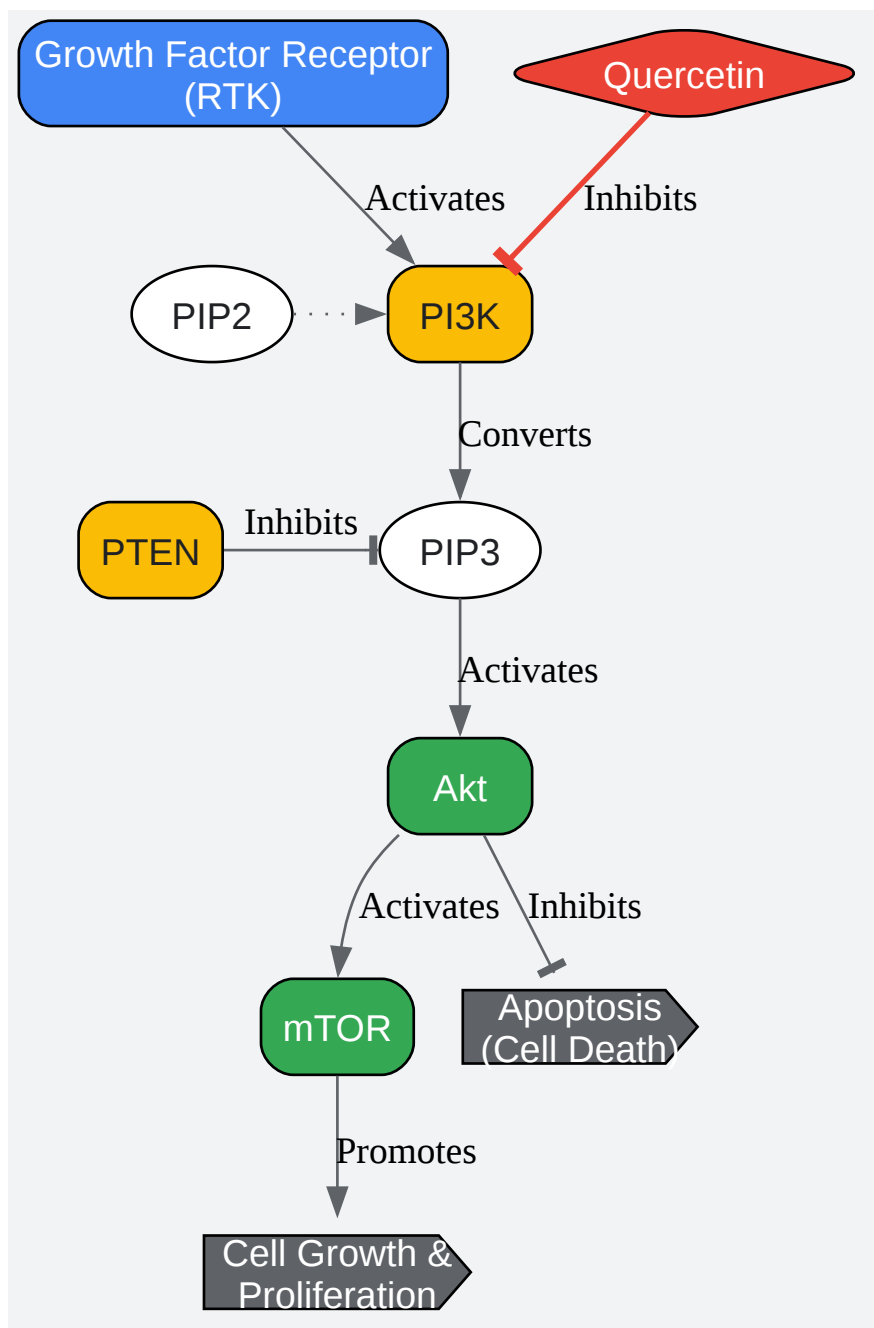 Growth Factor Receptor
(RTK)
Quercetin
Activates
Inhibits
PIP2
PI3K
Converts
PTEN
Inhibits
PIP3
Activates
Akt
Activates
Inhibits
mTOR
Apoptosis
(Cell Death)
Promotes
Cell Growth &
Proliferation